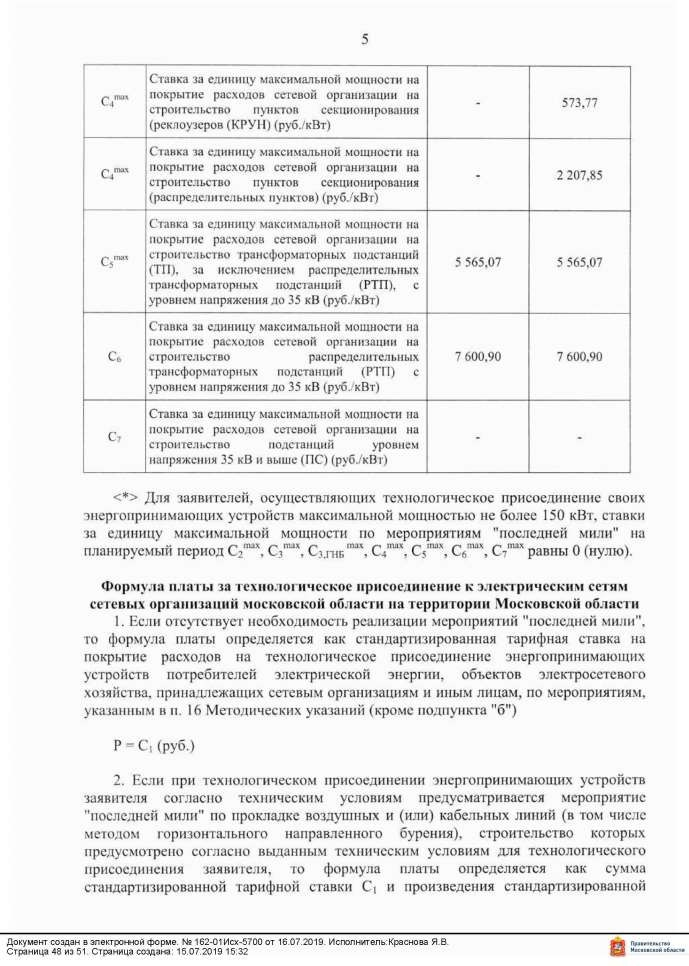 5
C₄ᵐᵃˣ
Ставка за единицу максимальной мощности на
покрытие расходов сетевой организации на
строительство пунктов секционирования
(реклоузеров (КРУН) (руб./кВт)
-
573,77
C₄ᵐᵃˣ
Ставка за единицу максимальной мощности на
покрытие расходов сетевой организации на
строительство пунктов секционирования
(распределительных пунктов) (руб./кВт)
-
2 207,85
C₅ᵐᵃˣ
Ставка за единицу максимальной мощности на
покрытие расходов сетевой организации на
строительство трансформаторных подстанций
(ТП), за исключением распределительных
трансформаторных подстанций (РТП), с
уровнем напряжения до 35 кВ (руб./кВт)
5 565,07
5 565,07
C₆
Ставка за единицу максимальной мощности на
покрытие расходов сетевой организации на
строительство распределительных
трансформаторных подстанций (РТП) с
уровнем напряжения до 35 кВ (руб./кВт)
7 600,90
7 600,90
C₇
Ставка за единицу максимальной мощности на
покрытие расходов сетевой организации на
строительство подстанций уровнем
напряжения 35 кВ и выше (ПС) (руб./кВт)
-
-
<*> Для заявителей, осуществляющих технологическое присоединение своих
энергопринимающих устройств максимальной мощностью не более 150 кВт, ставки
за единицу максимальной мощности по мероприятиям "последней мили" на
планируемый период C₂ᵐᵃˣ, C₃ᵐᵃˣ, C₃,ГНБᵐᵃˣ, C₄ᵐᵃˣ, C₅ᵐᵃˣ, C₆ᵐᵃˣ, C₇ᵐᵃˣ равны 0 (нулю).
Формула платы за технологическое присоединение к электрическим сетям
сетевых организаций московской области на территории Московской области
1. Если отсутствует необходимость реализации мероприятий "последней мили",
то формула платы определяется как стандартизированная тарифная ставка на
покрытие расходов на технологическое присоединение энергопринимающих
устройств потребителей электрической энергии, объектов электросетевого
хозяйства, принадлежащих сетевым организациям и иным лицам, по мероприятиям,
указанным в п. 16 Методических указаний (кроме подпункта "б")
P = C₁ (руб.)
2. Если при технологическом присоединении энергопринимающих устройств
заявителя согласно техническим условиям предусматривается мероприятие
"последней мили" по прокладке воздушных и (или) кабельных линий (в том числе
методом горизонтального направленного бурения), строительство которых
предусмотрено согласно выданным техническим условиям для технологического
присоединения заявителя, то формула платы определяется как сумма
стандартизированной тарифной ставки C₁ и произведения стандартизированной
Документ создан в электронной форме. № 162-01Исх-5700 от 16.07.2019. Исполнитель:Краснова Я.В.
Страница 48 из 51. Страница создана: 15.07.2019 15:32
Правительство
Московской области